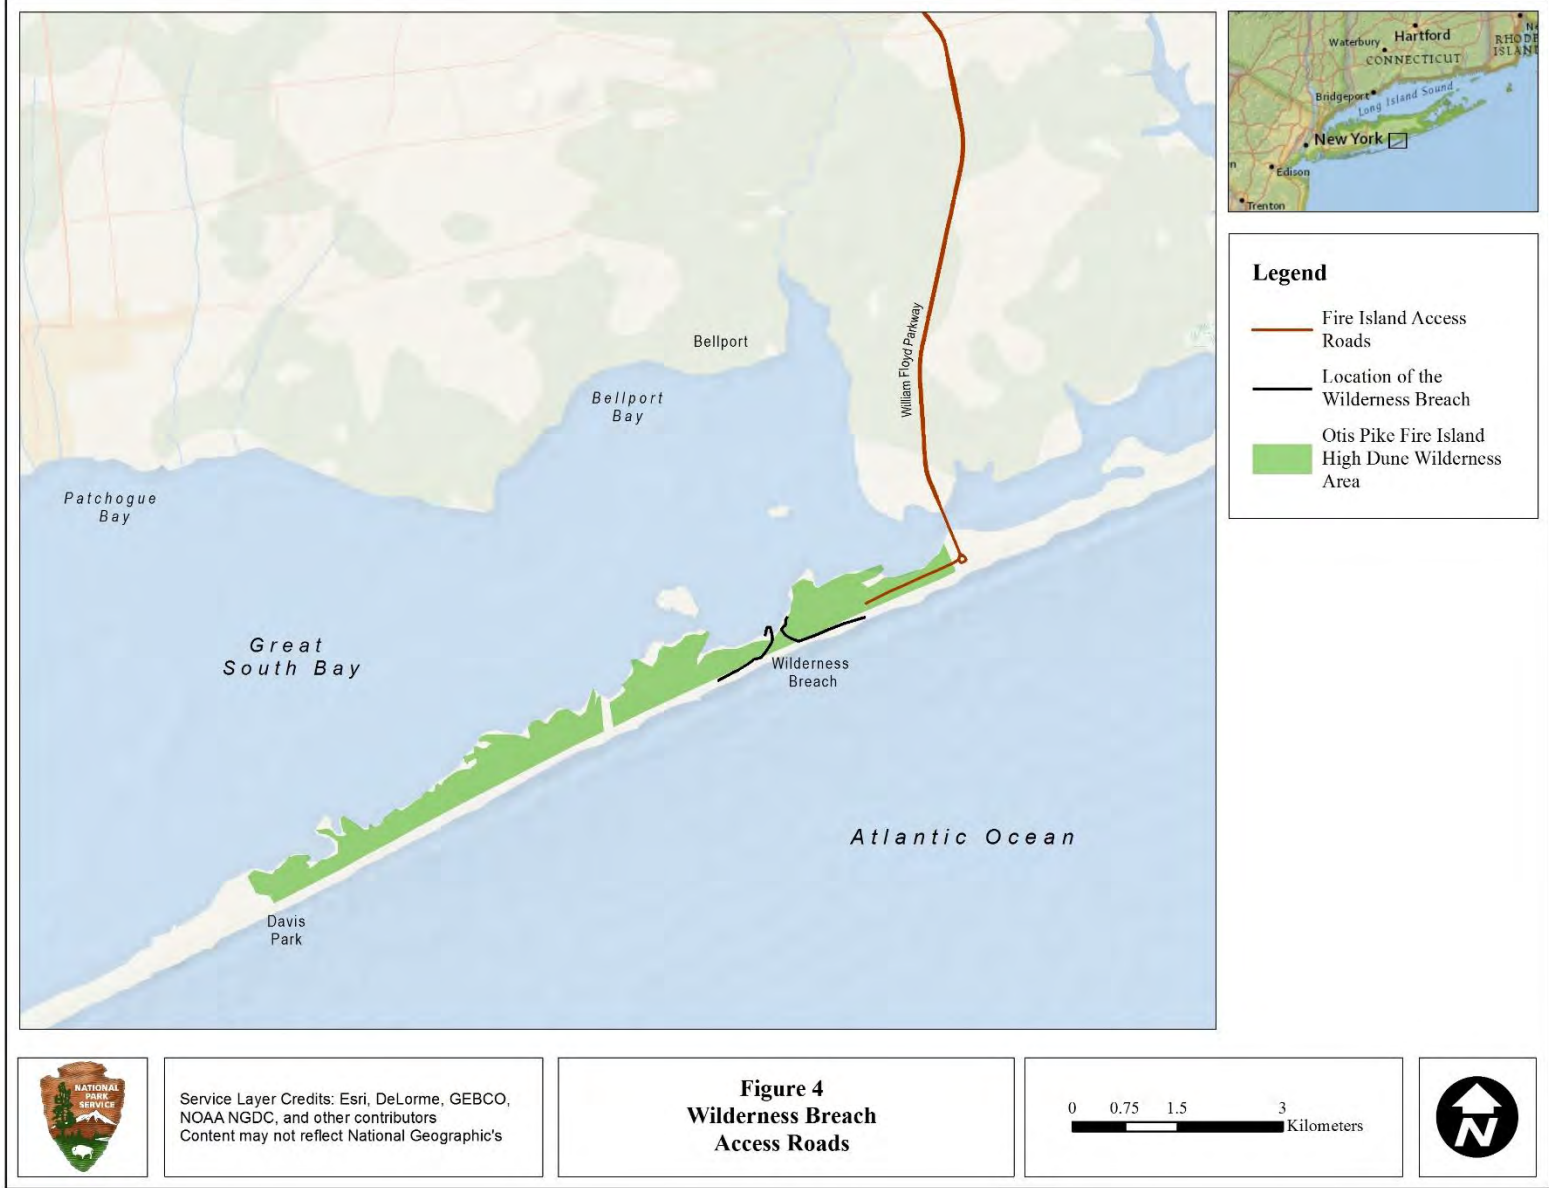 Bellport
Bellport
Bay
William Floyd Parkway
Patchogue
Bay
Great
South Bay
Wilderness
Breach
Atlantic Ocean
Davis
Park
Hartford
Waterbury
CONNECTICUT
RHODE
ISLAND
Bridgeport
Long Island Sound
New York
Edison
Trenton
Legend
Fire Island Access
Roads
Location of the
Wilderness Breach
Otis Pike Fire Island
High Dune Wilderness
Area
NATIONAL
PARK
SERVICE
Service Layer Credits: Esri, DeLorme, GEBCO,
NOAA NGDC, and other contributors
Content may not reflect National Geographic's
Figure 4
Wilderness Breach
Access Roads
0 0.75 1.5 3
Kilometers
N